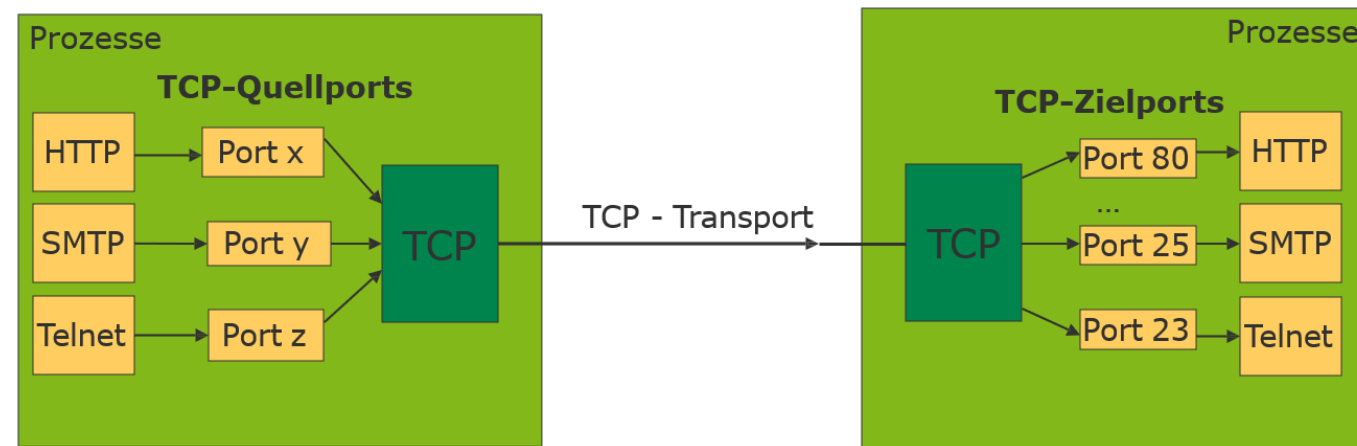 Prozesse
TCP-Quellports
HTTP
Port x
SMTP
Port y
Telnet
Port z
TCP
TCP - Transport
Prozesse
TCP-Zielports
TCP
Port 80
HTTP
...
Port 25
SMTP
Port 23
Telnet